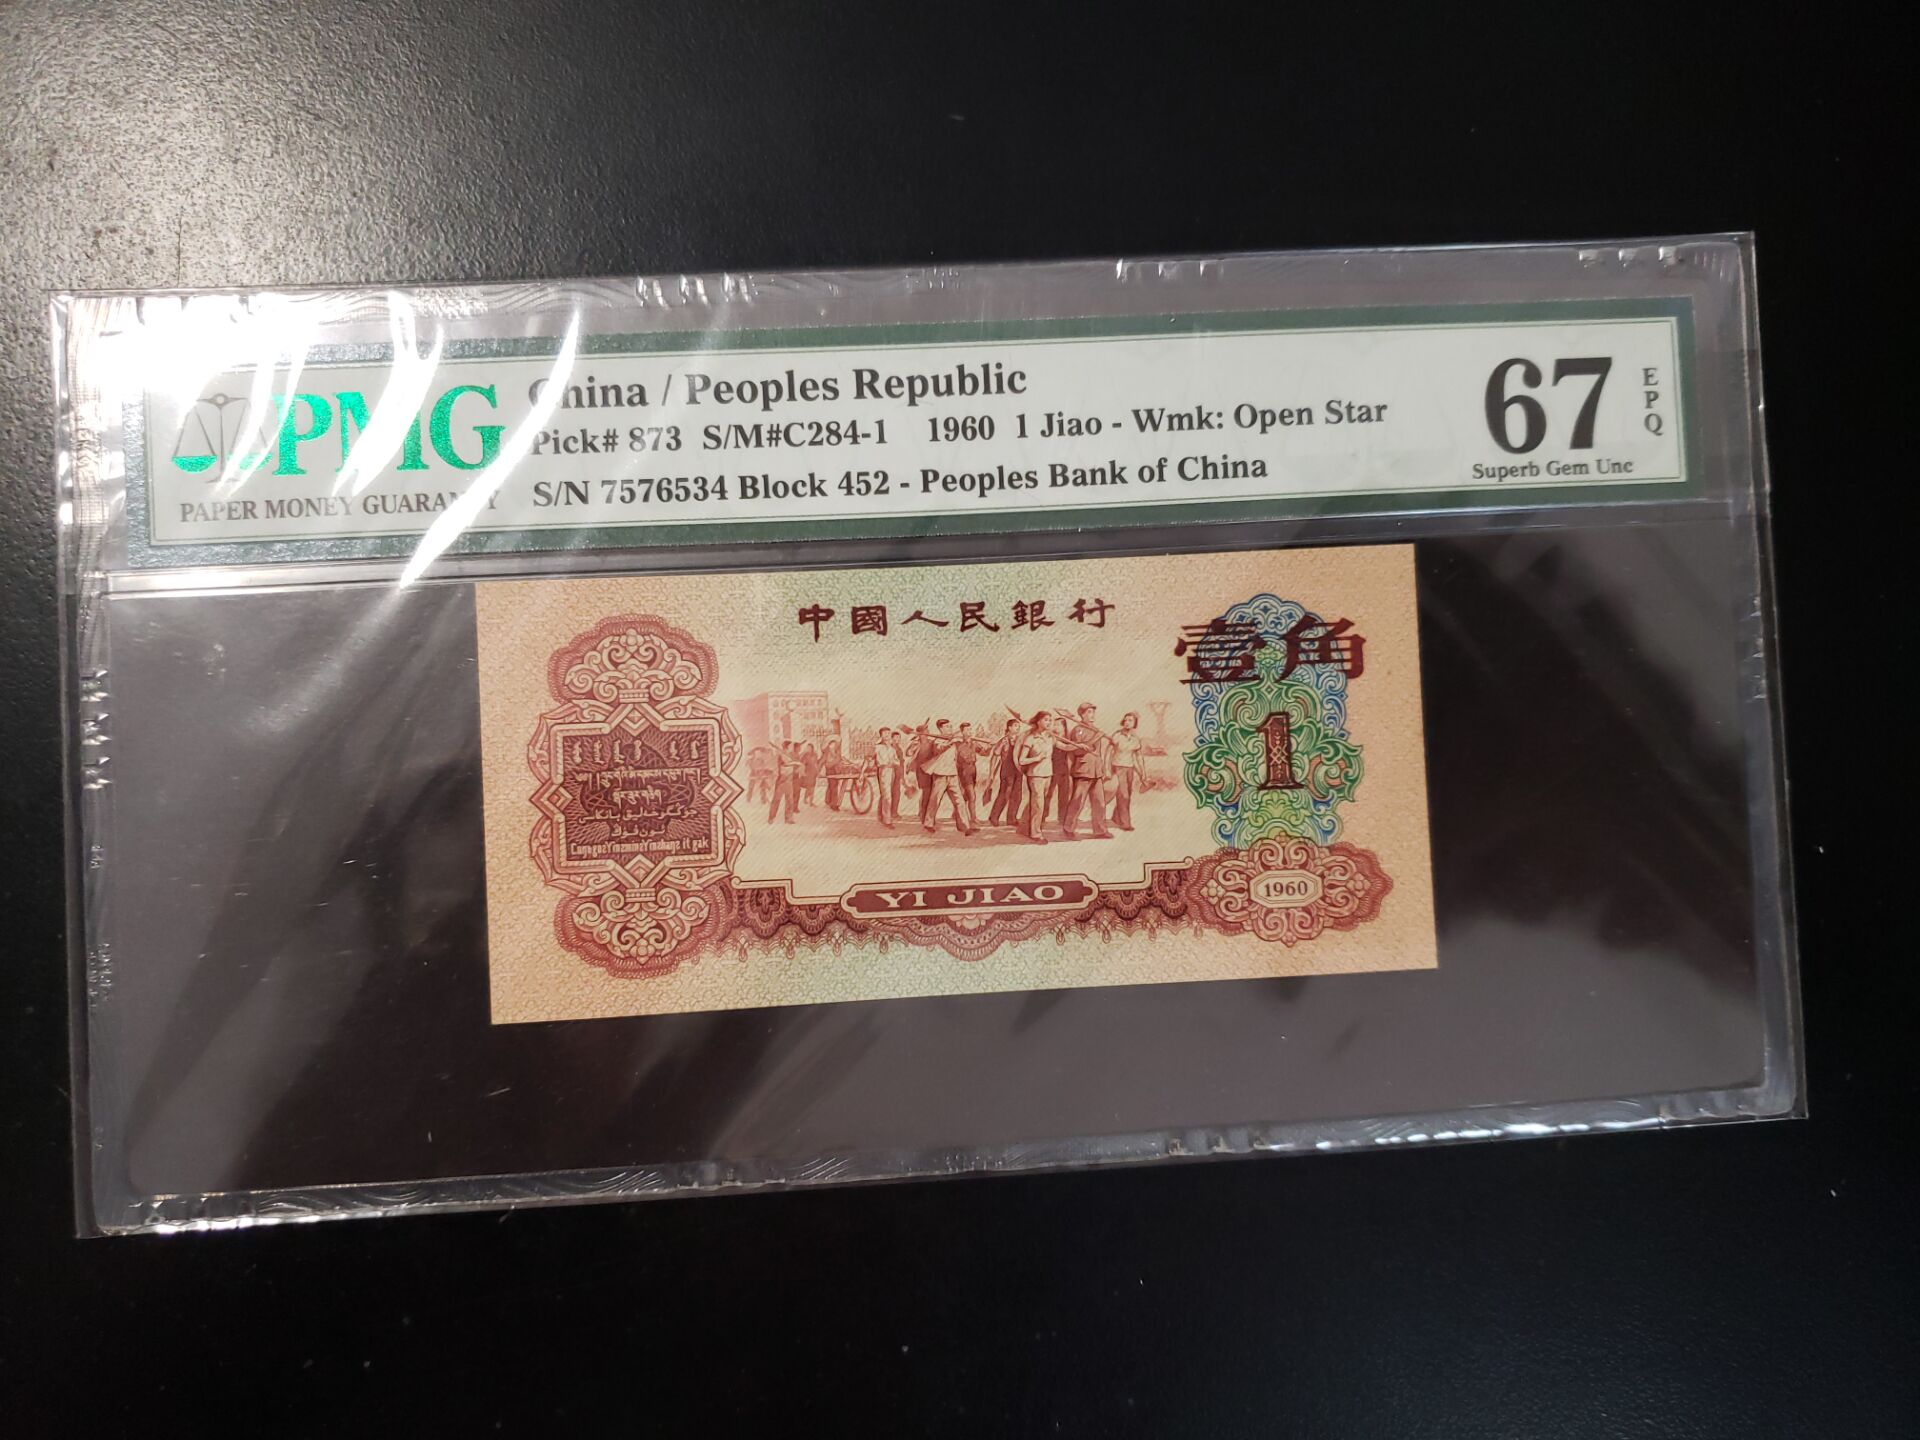 PMG
PAPER MONEY GUARANTY
China / Peoples Republic
Pick# 873 S/M#C284-1 1960 1 Jiao - Wmk: Open Star
S/N 7576534 Block 452 - Peoples Bank of China
67
EPQ
Superb Gem Unc
中國人民銀行
壹角
1
YI JIAO
1960